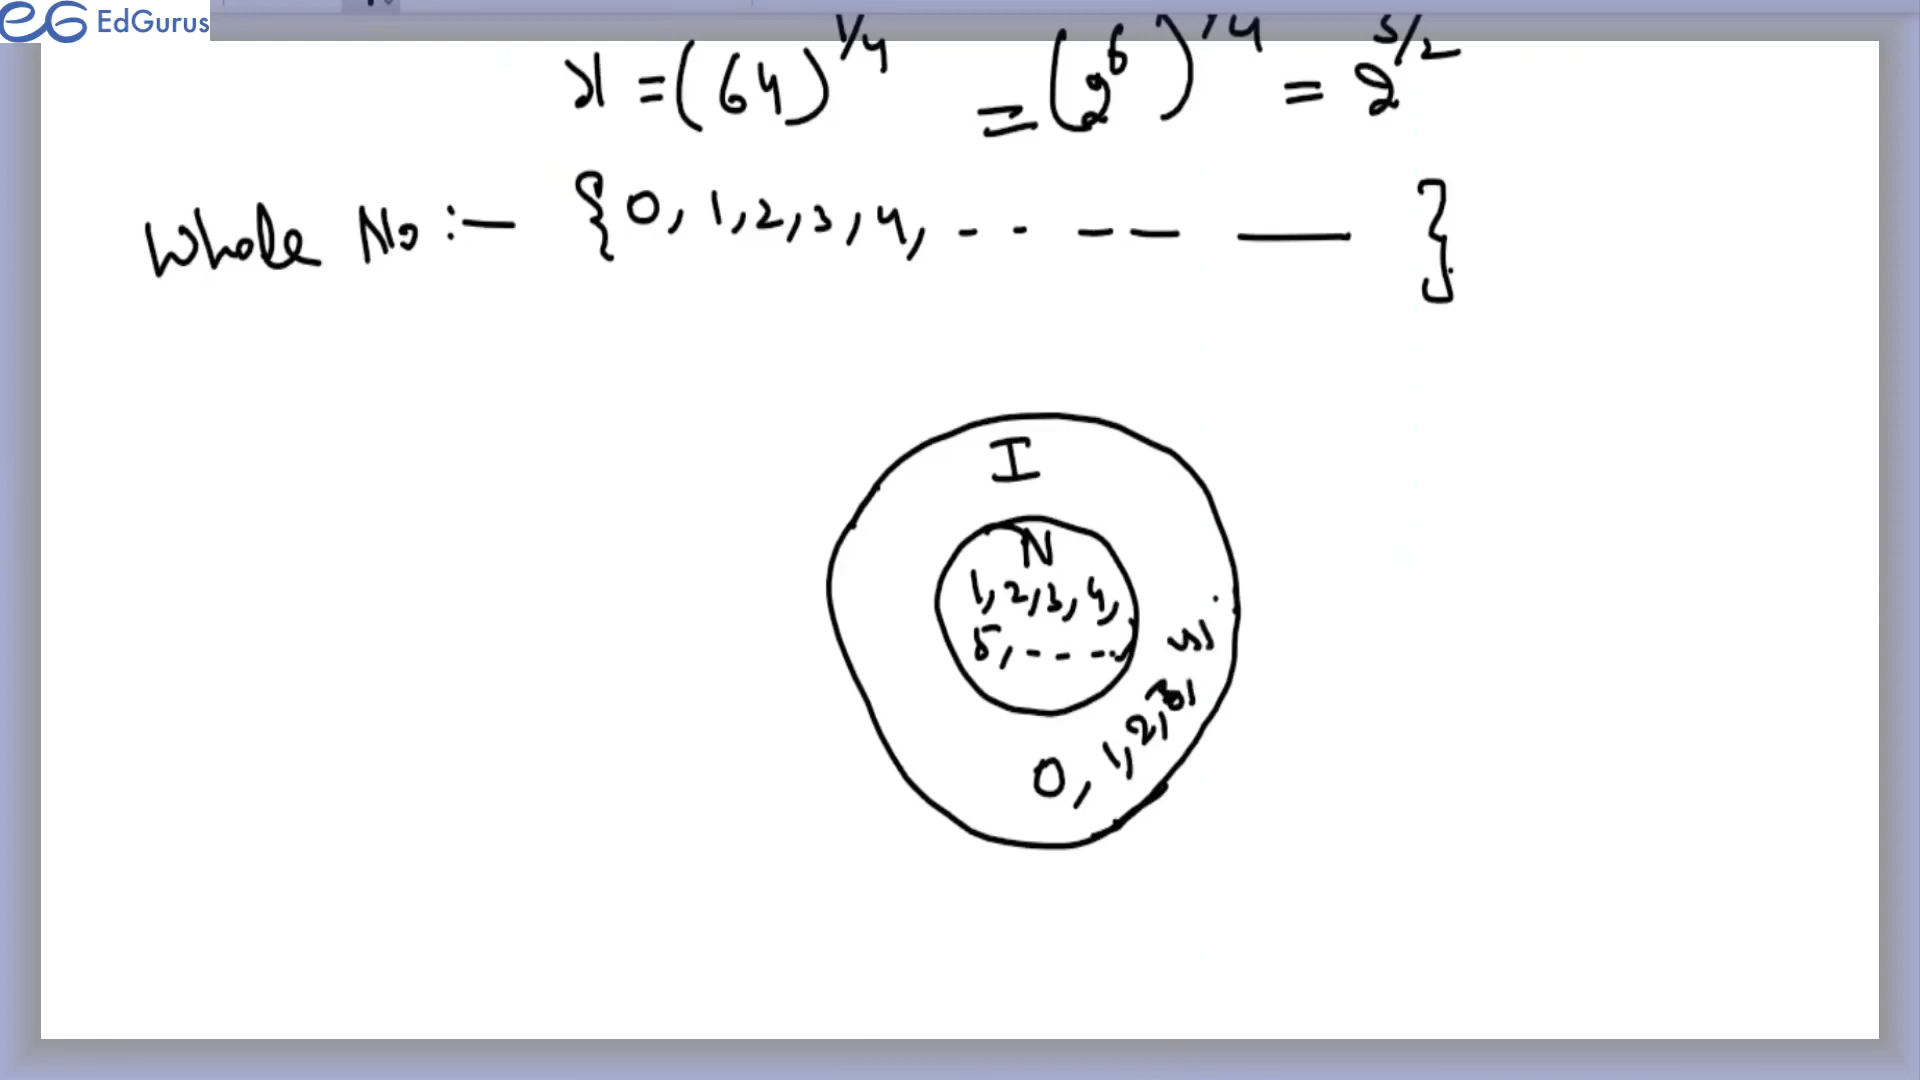 EdGurus
x = (64)^1/4 = (2^6)^1/4 = 2^3/2
Whole No :— {0, 1, 2, 3, 4, - - — — —— }
I
N
1, 2, 3, 4,
5, - - - -
0, 1, 2, 3,